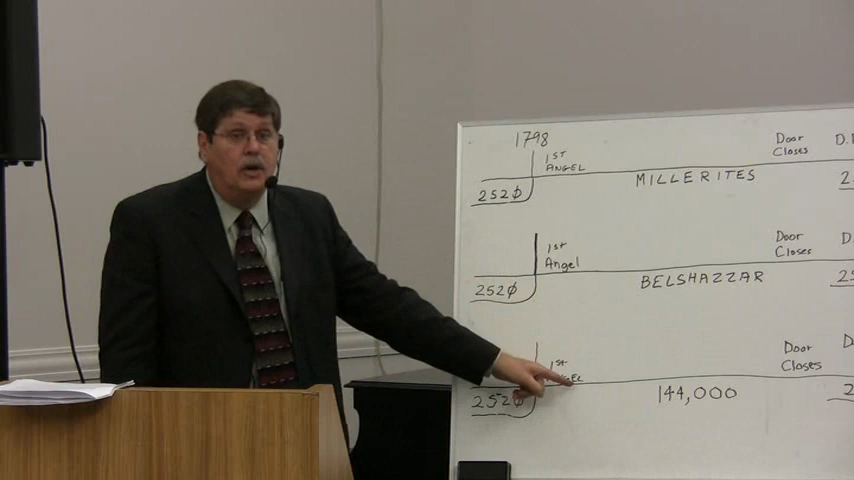 1798
1ST
ANGEL
Door
Closes
2520
MILLERITES
1st
Angel
Door
Closes
2520
BELSHAZZAR
1st
Door
Closes
2520
144,000